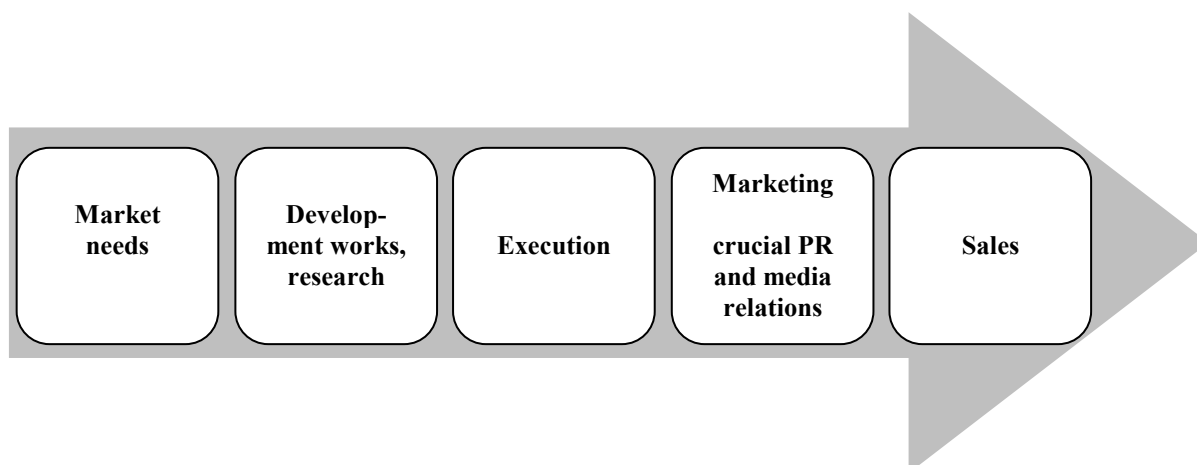 Market
needs
Develop-
ment works,
research
Execution
Marketing
crucial PR
and media
relations
Sales